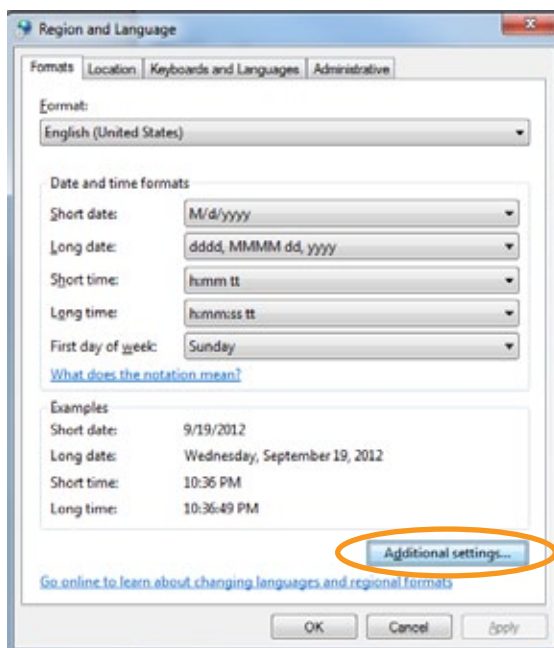 Region and Language
Formats Location Keyboards and Languages Administrative
Format:
English (United States)
Date and time formats
Short date: M/d/yyyy
Long date: dddd, MMMM dd, yyyy
Short time: h:mm tt
Long time: h:mm:ss tt
First day of week: Sunday
What does the notation mean?
Examples
Short date: 9/19/2012
Long date: Wednesday, September 19, 2012
Short time: 10:36 PM
Long time: 10:36:49 PM
Additional settings...
Go online to learn about changing languages and regional formats
OK Cancel Apply